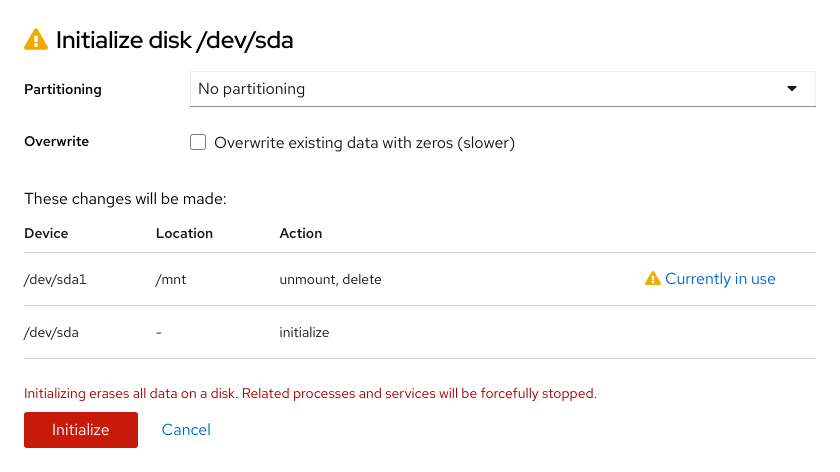 Initialize disk /dev/sda
Partitioning No partitioning
Overwrite Overwrite existing data with zeros (slower)
These changes will be made:
Device Location Action
/dev/sda1 /mnt unmount, delete Currently in use
/dev/sda - initialize
Initializing erases all data on a disk. Related processes and services will be forcefully stopped.
Initialize Cancel